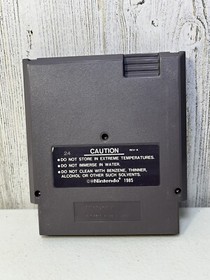 24 CAUTION
•DO NOT STORE IN EXTREME TEMPERATURES.
•DO NOT IMMERSE IN WATER.
•DO NOT CLEAN WITH BENZENE, THINNER,
ALCOHOL OR OTHER SUCH SOLVENTS.
©®Nintendo® 1985